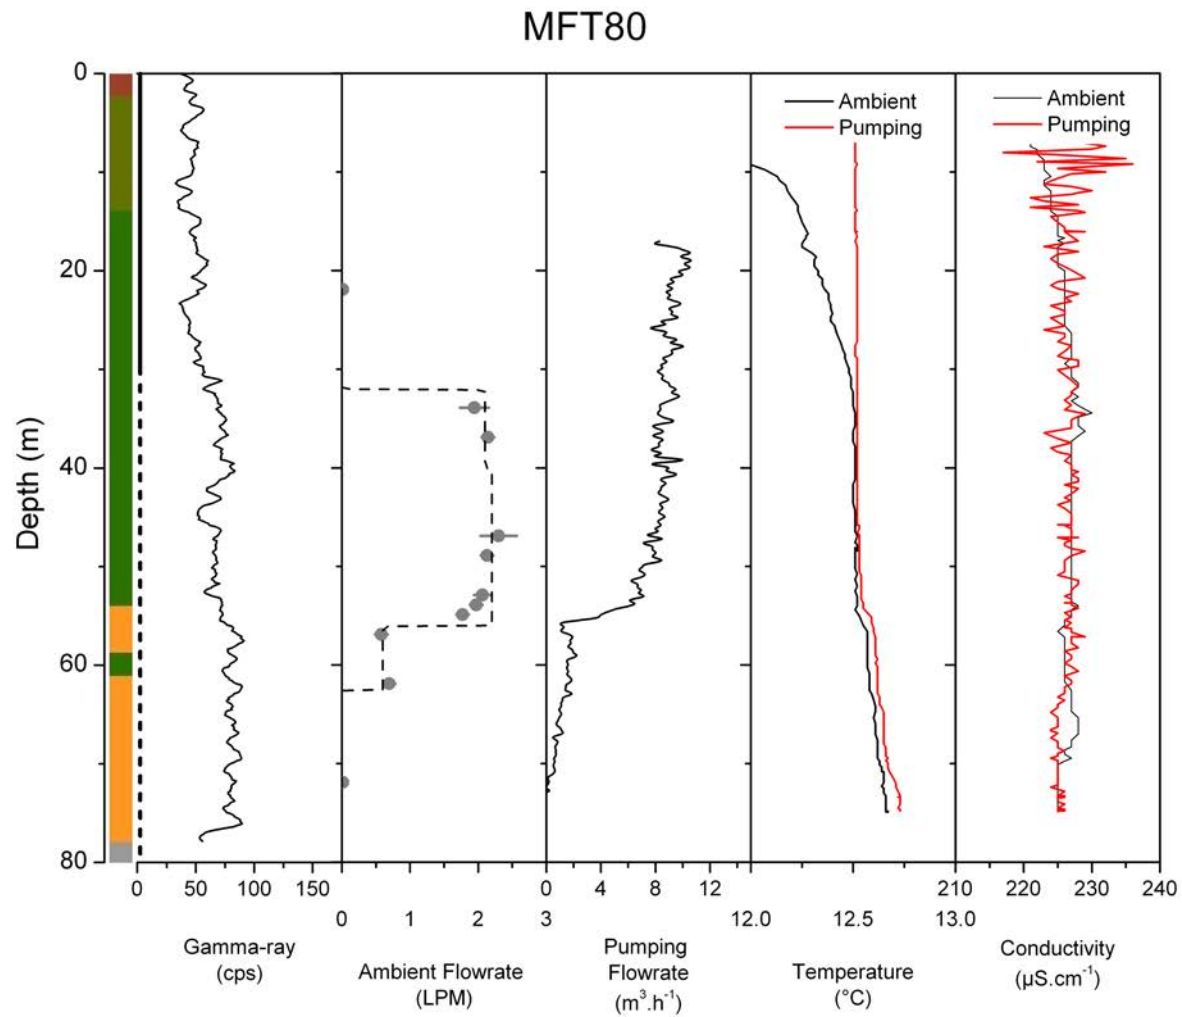 MFT80
Ambient
Pumping
Ambient
Pumping
0
20
40
60
80
Depth (m)
0 50 100 150
0 4 8 12
210 220 230 240
0 1 2 3
12.0 12.5 13.0
Gamma-ray
(cps)
Ambient Flowrate
(LPM)
Pumping
Flowrate
(m³.h⁻¹)
Temperature
(°C)
Conductivity
(µS.cm⁻¹)